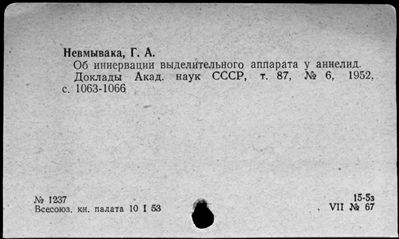 Невмывака, Г. А.
Об иннервации выделительного аппарата у аннелид.
Доклады Акад. наук СССР, т. 87, № 6, 1952,
с. 1063-1066
№ 1237
15-5з
Всесоюз. кн. палата 10 I 53
VII № 67